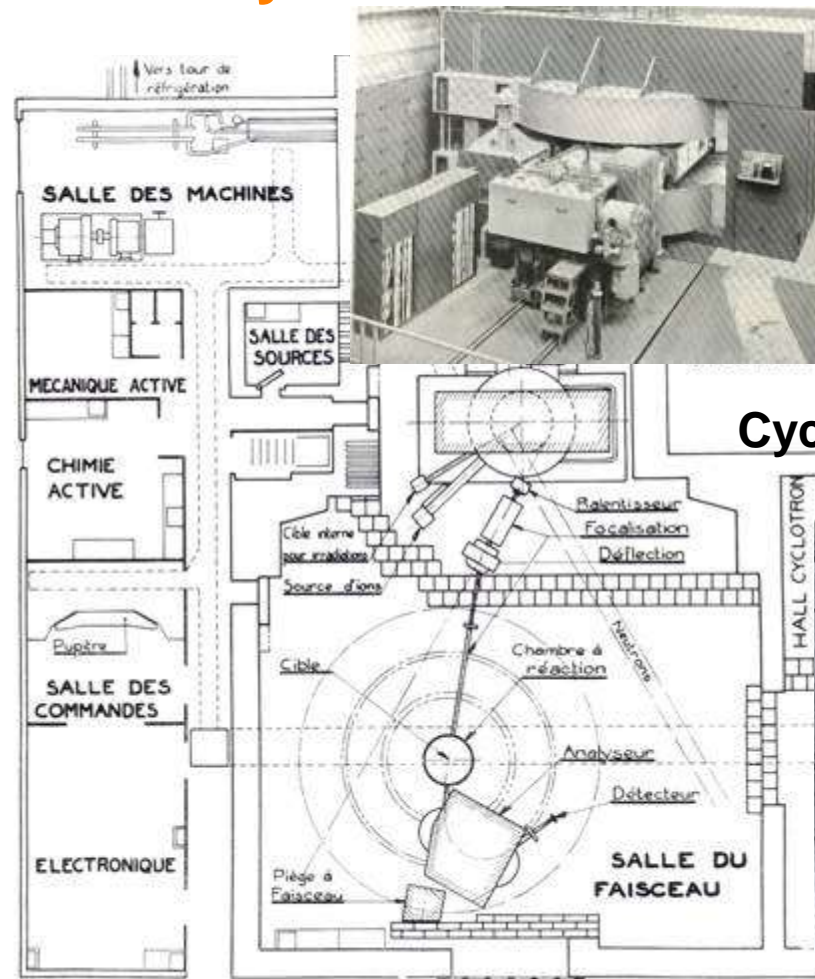 Vers tour de
réfrigération
SALLE DES MACHINES
SALLE DES
SOURCES
MECANIQUE ACTIVE
CHIMIE
ACTIVE
Cyc
Ralentisseur
Focalisation
Déflection
Cible interne
pour irradiations
Source d'ions
HALL CYCLOTRON
Neutrons
Pupitre
Cible
Chambre à
réaction
SALLE DES
COMMANDES
Analyseur
Détecteur
ELECTRONIQUE
Piège à
Faisceau
SALLE DU
FAISCEAU